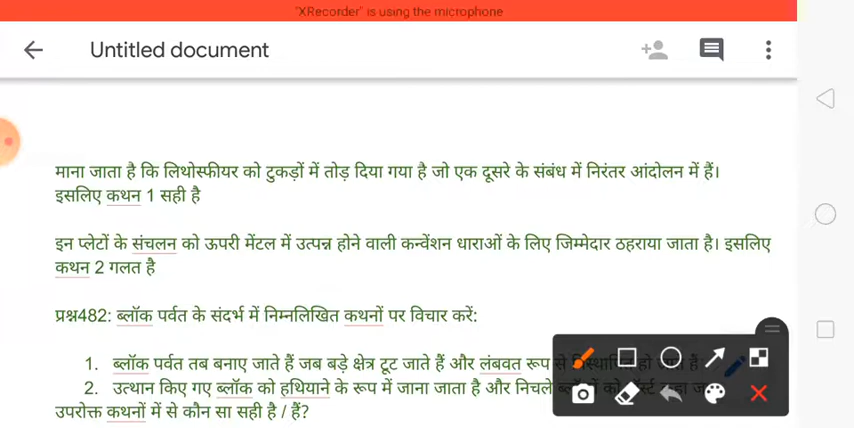 "XRecorder" is using the microphone
Untitled document
माना जाता है कि लिथोस्फीयर को टुकड़ों में तोड़ दिया गया है जो एक दूसरे के संबंध में निरंतर आंदोलन में हैं।
इसलिए कथन 1 सही है
इन प्लेटों के संचलन को ऊपरी मेंटल में उत्पन्न होने वाली कन्वेंशन धाराओं के लिए जिम्मेदार ठहराया जाता है। इसलिए
कथन 2 गलत है
प्रश्न482: ब्लॉक पर्वत के संदर्भ में निम्नलिखित कथनों पर विचार करें:
1. ब्लॉक पर्वत तब बनाए जाते हैं जब बड़े क्षेत्र टूट जाते हैं और लंबवत रूप
2. उत्थान किए गए ब्लॉक को हथियाने के रूप में जाना जाता है और निचले
उपरोक्त कथनों में से कौन सा सही है / हैं?